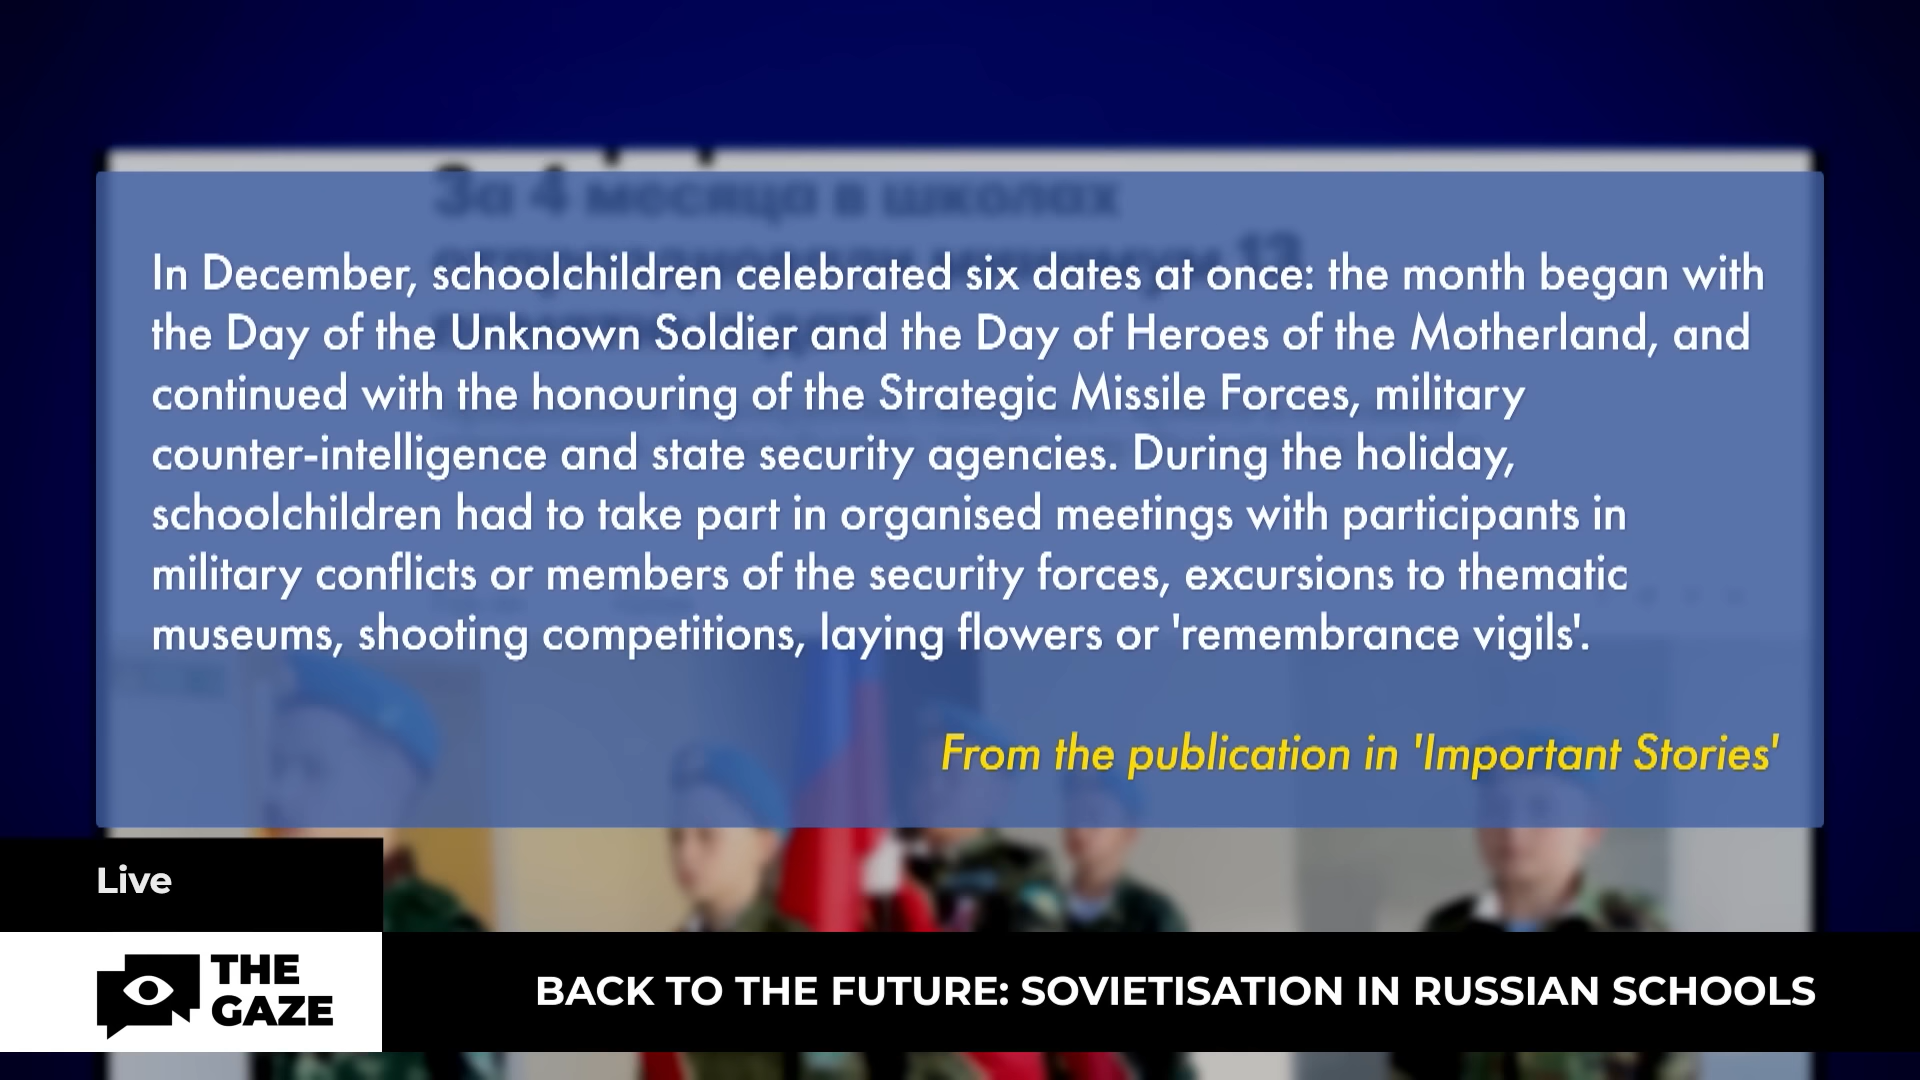 За 4 месяца в школах
In December, schoolchildren celebrated six dates at once: the month began with
the Day of the Unknown Soldier and the Day of Heroes of the Motherland, and
continued with the honouring of the Strategic Missile Forces, military
counter-intelligence and state security agencies. During the holiday,
schoolchildren had to take part in organised meetings with participants in
military conflicts or members of the security forces, excursions to thematic
museums, shooting competitions, laying flowers or 'remembrance vigils'.
From the publication in 'Important Stories'
Live
THE
GAZE
BACK TO THE FUTURE: SOVIETISATION IN RUSSIAN SCHOOLS